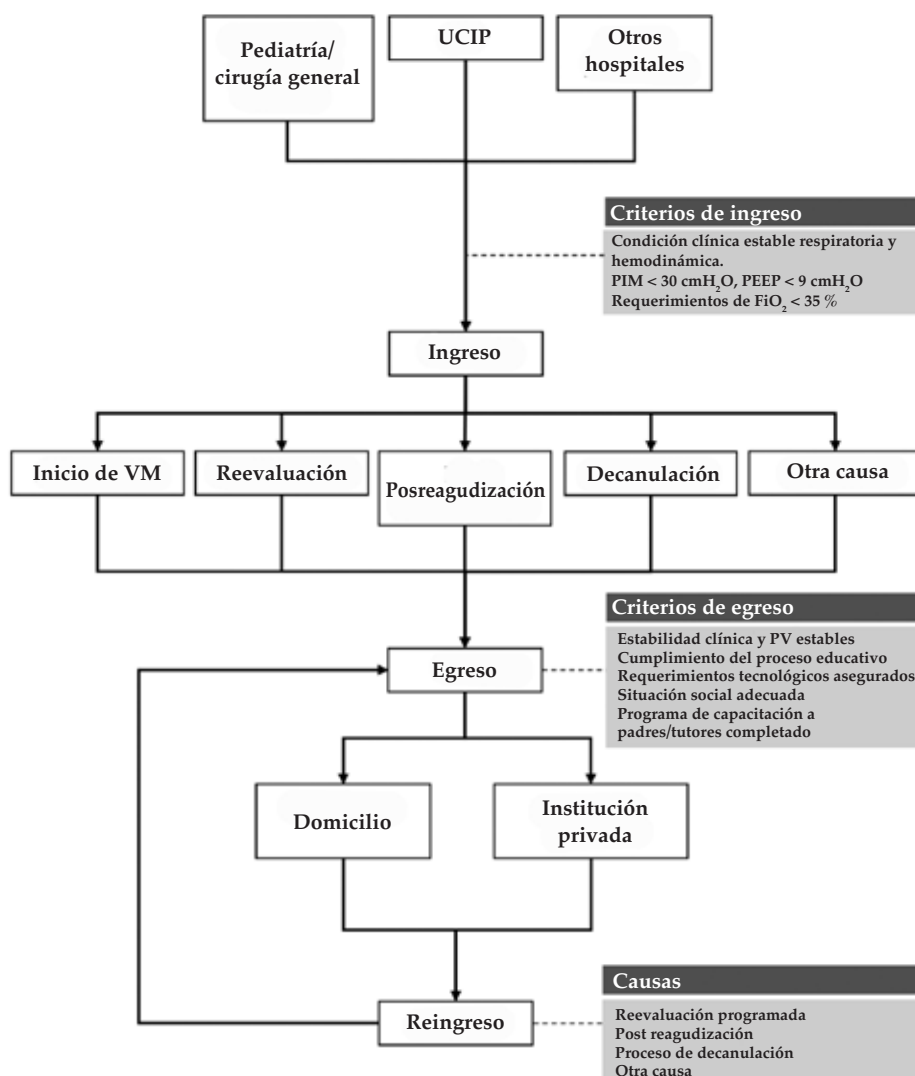 Pediatría/
cirugía general
UCIP
Otros
hospitales
Criterios de ingreso
Condición clínica estable respiratoria y
hemodinámica.
PIM < 30 cmH₂O, PEEP < 9 cmH₂O
Requerimientos de FiO₂ < 35 %
Ingreso
Inicio de VM
Reevaluación
Posreagudización
Decanulación
Otra causa
Criterios de egreso
Estabilidad clínica y PV estables
Cumplimiento del proceso educativo
Requerimientos tecnológicos asegurados
Situación social adecuada
Programa de capacitación a
padres/tutores completado
Egreso
Domicilio
Institución
privada
Causas
Reevaluación programada
Post reagudización
Proceso de decanulación
Otra causa
Reingreso